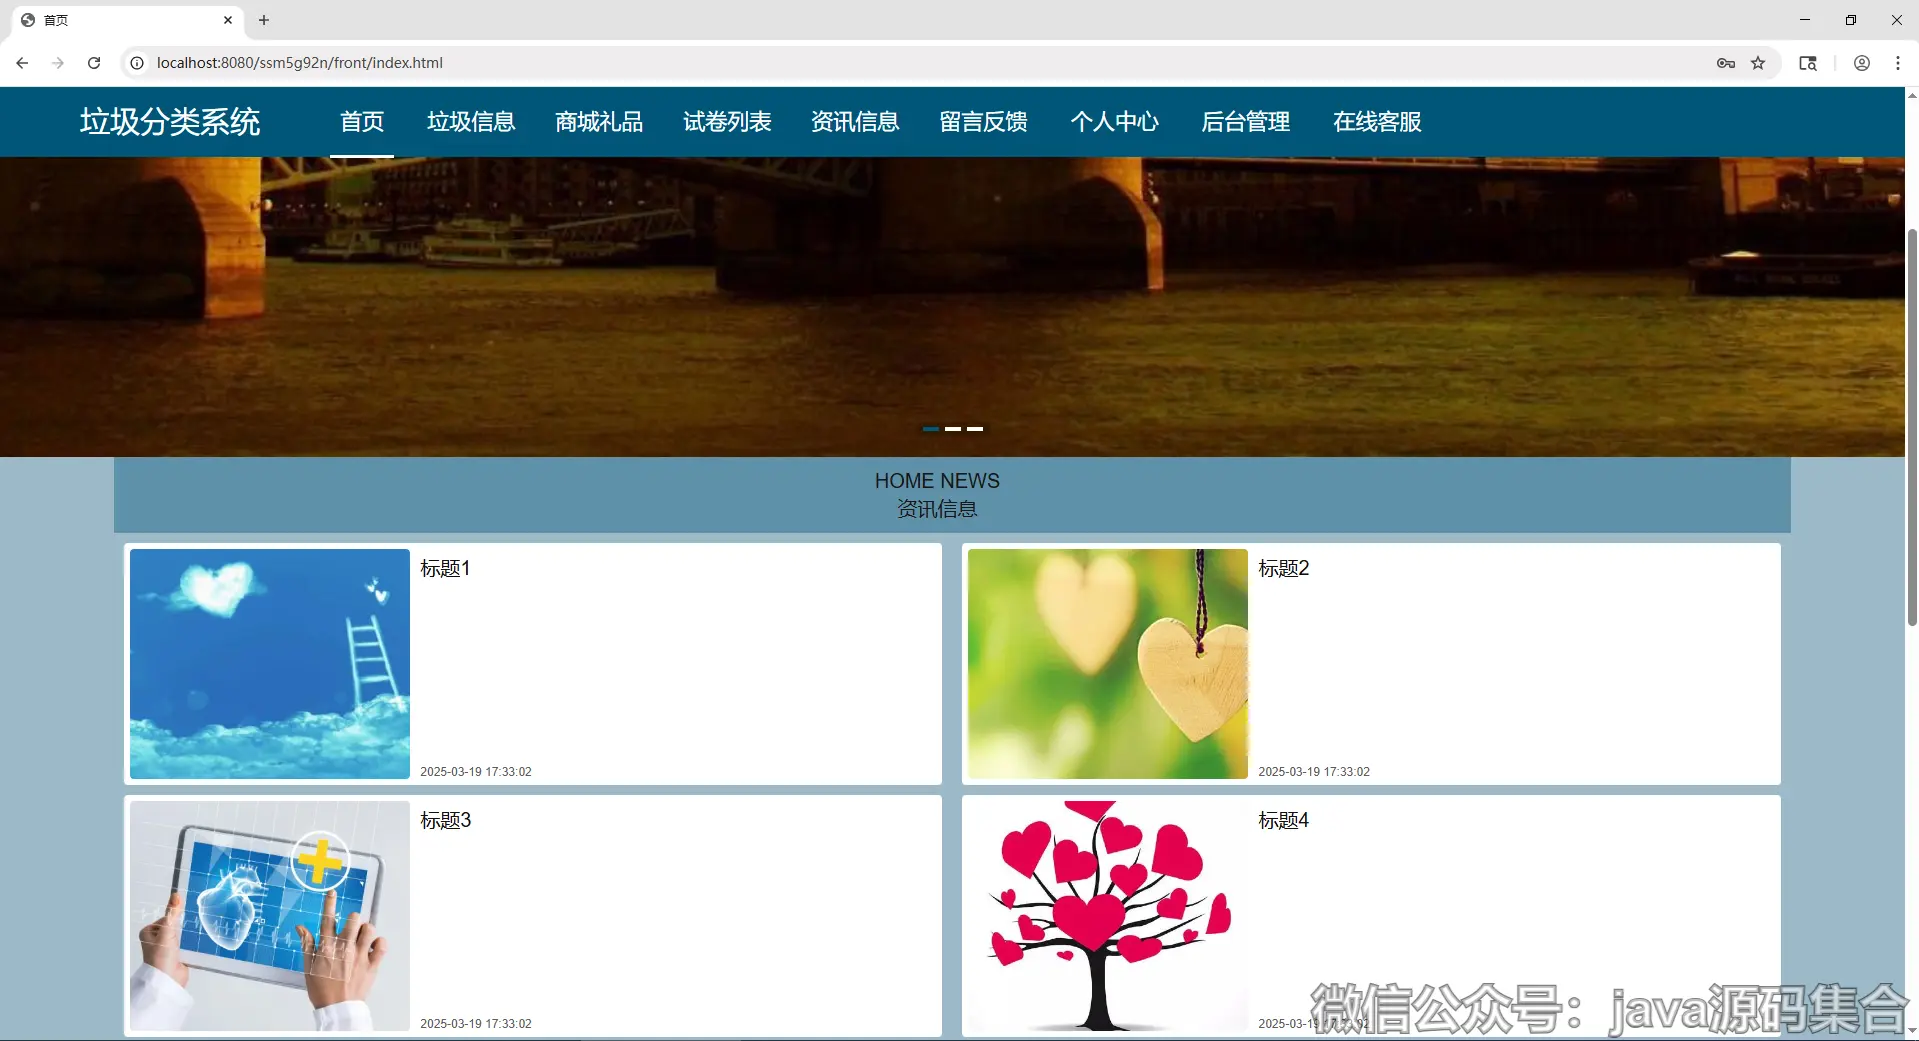 首页
localhost:8080/ssm5g92n/front/index.html
垃圾分类系统 首页 垃圾信息 商城礼品 试卷列表 资讯信息 留言反馈 个人中心 后台管理 在线客服
HOME NEWS
资讯信息
标题1
2025-03-19 17:33:02
标题2
2025-03-19 17:33:02
标题3
2025-03-19 17:33:02
标题4
2025-03-19 17:33:02
微信公众号：java源码集合